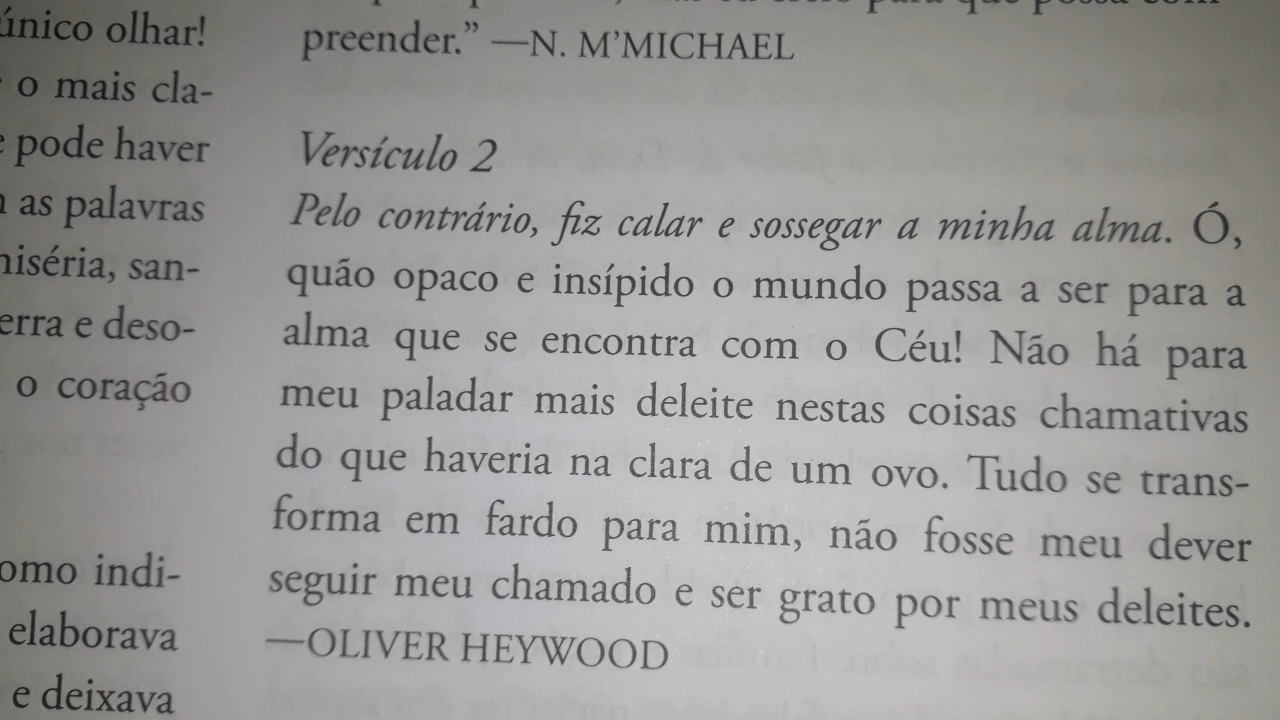 único olhar!
o mais cla-
pode haver
as palavras
miséria, san-
erra e deso-
o coração
omo indi-
elaborava
e deixava
preender.” —N. M’MICHAEL
Versículo 2
Pelo contrário, fiz calar e sossegar a minha alma. Ó,
quão opaco e insípido o mundo passa a ser para a
alma que se encontra com o Céu! Não há para
meu paladar mais deleite nestas coisas chamativas
do que haveria na clara de um ovo. Tudo se trans-
forma em fardo para mim, não fosse meu dever
seguir meu chamado e ser grato por meus deleites.
—OLIVER HEYWOOD